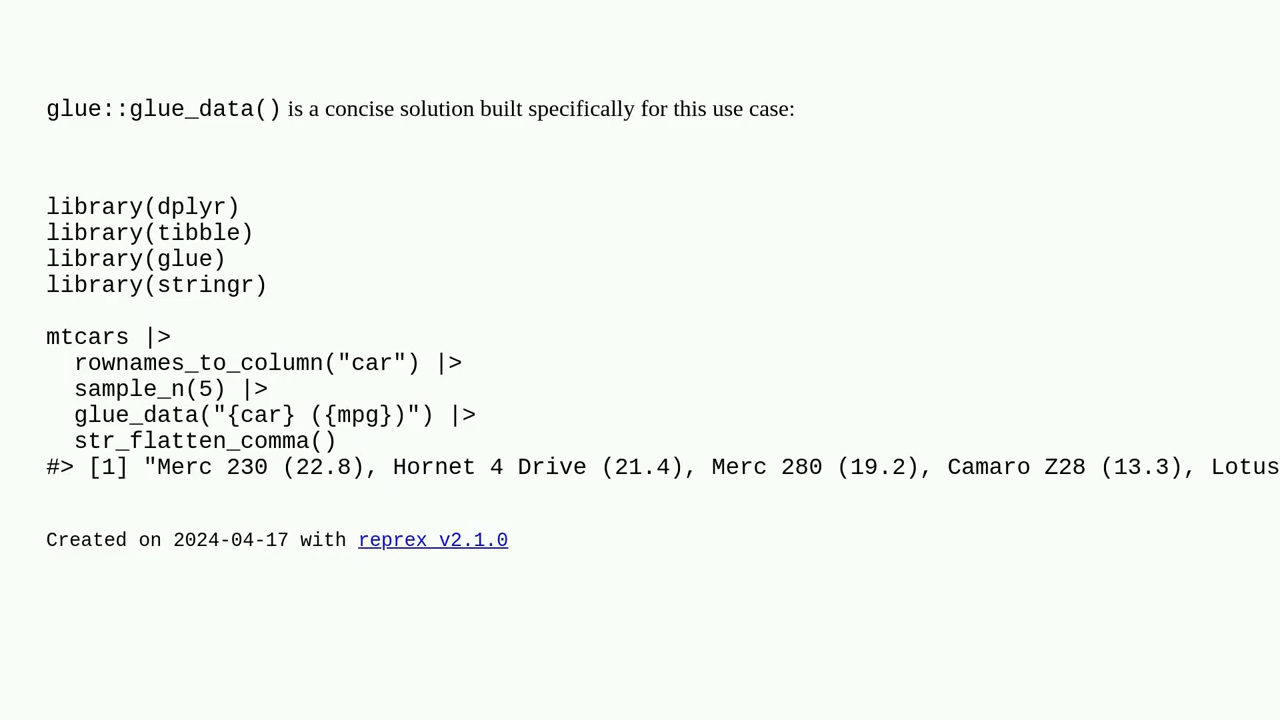 glue::glue_data() is a concise solution built specifically for this use case:
library(dplyr)
library(tibble)
library(glue)
library(stringr)
mtcars |>
  rownames_to_column("car") |>
  sample_n(5) |>
  glue_data("{car} ({mpg})") |>
  str_flatten_comma()
#> [1] "Merc 230 (22.8), Hornet 4 Drive (21.4), Merc 280 (19.2), Camaro Z28 (13.3), Lotus
Created on 2024-04-17 with reprex v2.1.0